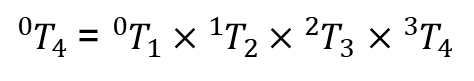 ⁰T₄ = ⁰T₁ × ¹T₂ × ²T₃ × ³T₄